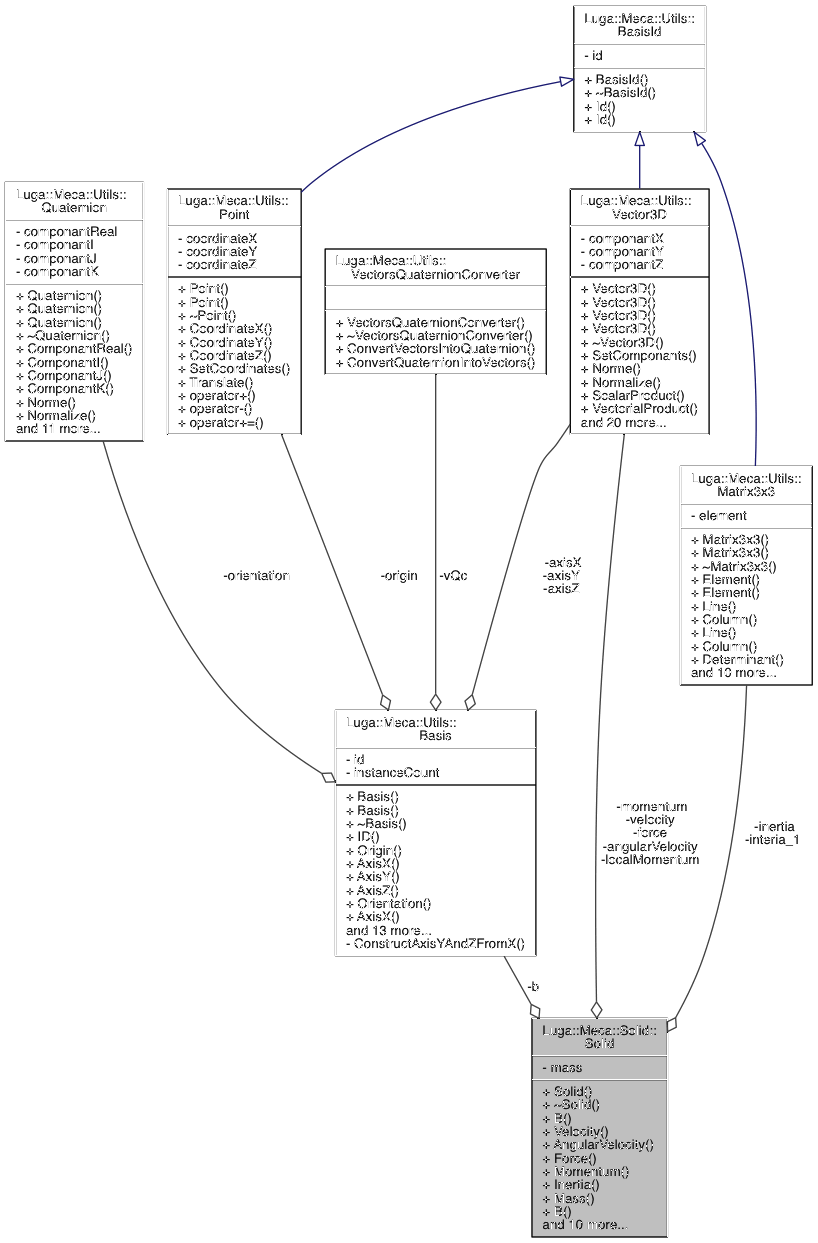 Luga::Meca::Utils::
BasisId
- id
+ BasisId()
+ ~BasisId()
+ Id()
+ Id()
Luga::Meca::Utils::
Quaternion
- componantReal
- componantI
- componantJ
- componantK
+ Quaternion()
+ Quaternion()
+ Quaternion()
+ ~Quaternion()
+ ComponantReal()
+ ComponantI()
+ ComponantJ()
+ ComponantK()
+ Norme()
+ Normalize()
and 11 more...
Luga::Meca::Utils::
Point
- coordinateX
- coordinateY
- coordinateZ
+ Point()
+ Point()
+ ~Point()
+ CoordinateX()
+ CoordinateY()
+ CoordinateZ()
+ SetCoordinates()
+ Translate()
+ operator+()
+ operator-()
+ operator+=()
Luga::Meca::Utils::
VectorsQuaternionConverter
+ VectorsQuaternionConverter()
+ ~VectorsQuaternionConverter()
+ ConvertVectorsIntoQuaternion()
+ ConvertQuaternionIntoVectors()
Luga::Meca::Utils::
Vector3D
- componantX
- componantY
- componantZ
+ Vector3D()
+ Vector3D()
+ Vector3D()
+ Vector3D()
+ ~Vector3D()
+ SetComponants()
+ Norme()
+ Normalize()
+ ScalarProduct()
+ VectorialProduct()
and 20 more...
Luga::Meca::Utils::
Matrix3x3
- element
+ Matrix3x3()
+ Matrix3x3()
+ ~Matrix3x3()
+ Element()
+ Element()
+ Line()
+ Column()
+ Line()
+ Column()
+ Determinant()
and 10 more...
-orientation
-origin
-vQc
-axisX
-axisY
-axisZ
Luga::Meca::Utils::
Basis
- id
- instanceCount
+ Basis()
+ Basis()
+ ~Basis()
+ ID()
+ Origin()
+ AxisX()
+ AxisY()
+ AxisZ()
+ Orientation()
+ AxisX()
and 13 more...
- ConstructAxisYAndZFromX()
-momentum
-velocity
-force
-angularVelocity
-localMomentum
-inertia
-interia_1
-b
Luga::Meca::Solid::
Solid
- mass
+ Solid()
+ ~Solid()
+ B()
+ Velocity()
+ AngularVelocity()
+ Force()
+ Momentum()
+ Inertia()
+ Mass()
+ B()
and 10 more...